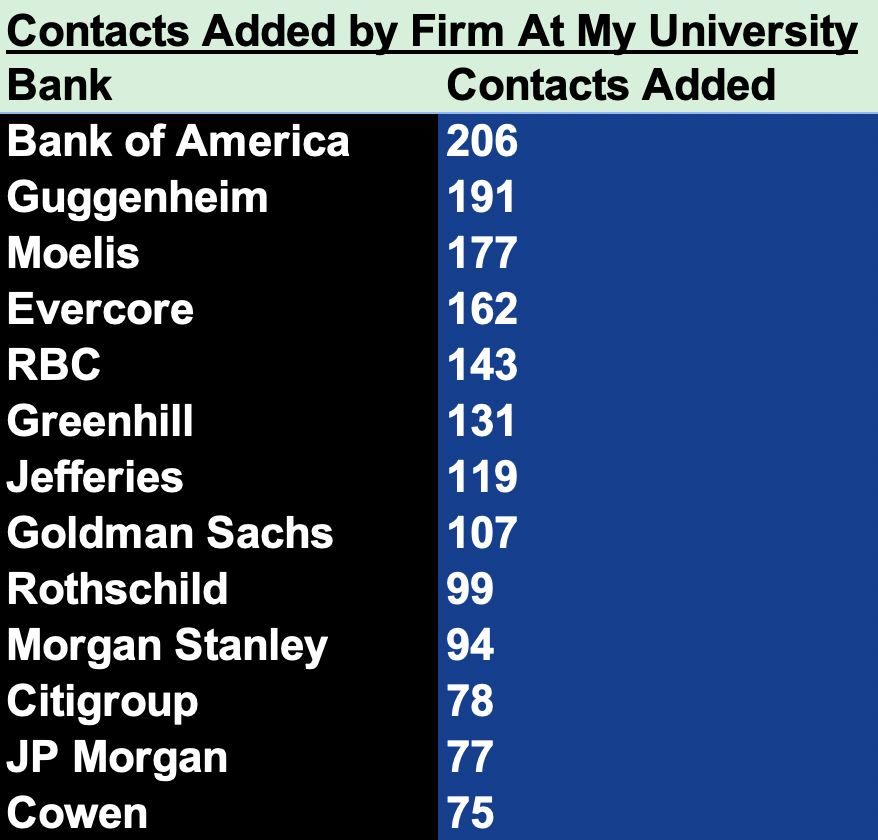 Contacts Added by Firm At My University
Bank Contacts Added
Bank of America 206
Guggenheim 191
Moelis 177
Evercore 162
RBC 143
Greenhill 131
Jefferies 119
Goldman Sachs 107
Rothschild 99
Morgan Stanley 94
Citigroup 78
JP Morgan 77
Cowen 75